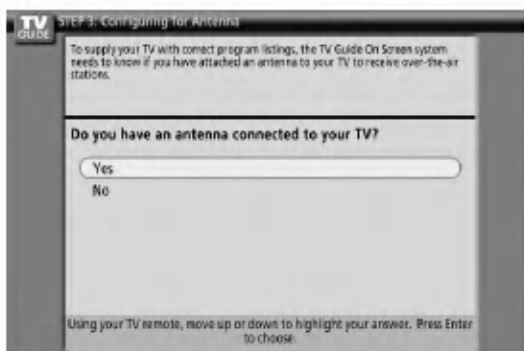 TV
GUIDE
STEP 3: Configuring for Antenna
To supply your TV with correct program listings, the TV Guide On Screen system
needs to know if you have attached an antenna to your TV to receive over-the-air
stations.
Do you have an antenna connected to your TV?
Yes
No
Using your TV remote, move up or down to highlight your answer. Press Enter
to choose.